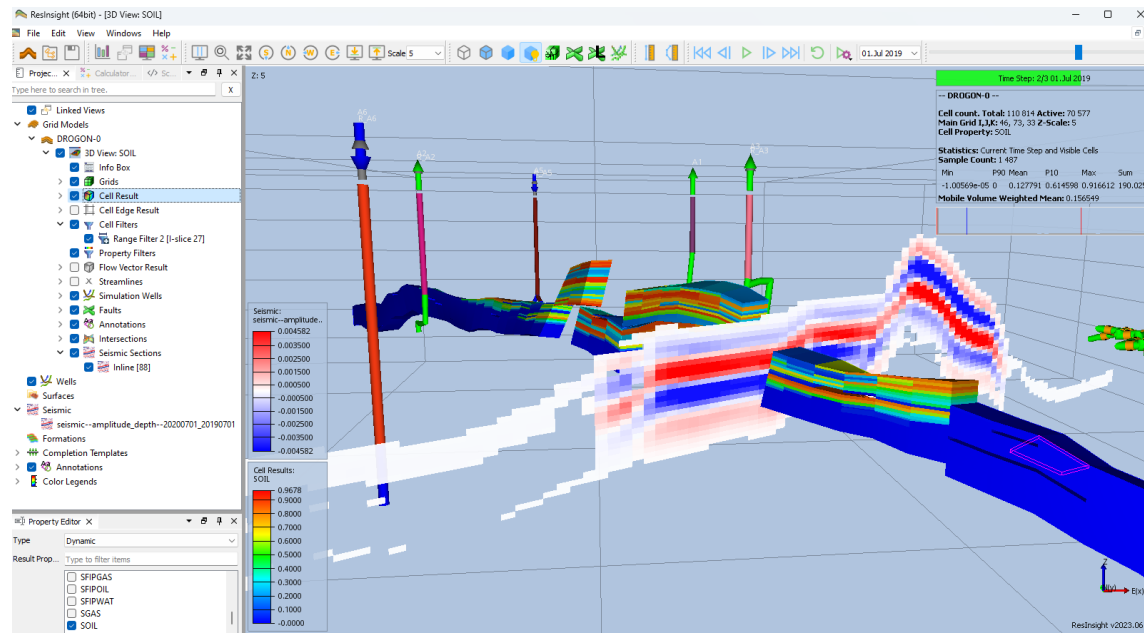 ResInsight (64bit) - [3D View: SOIL]
File Edit View Windows Help
Scale 5
01.Jul 2019
Projec...
Calculator...
Sc...
Type here to search in tree.
X
Linked Views
Grid Models
DROGON-0
3D View: SOIL
Info Box
Grids
Cell Result
Cell Edge Result
Cell Filters
Range Filter 2 [I-slice 27]
Property Filters
Flow Vector Result
Streamlines
Simulation Wells
Faults
Annotations
Intersections
Seismic Sections
Inline [88]
Wells
Surfaces
Seismic
seismic--amplitude_depth--20200701_20190701
Formations
Completion Templates
Annotations
Color Legends
Property Editor
Type Dynamic
Result Prop... Type to filter items
SFIPGAS
SFIPOIL
SFIPWAT
SGAS
SOIL
Z: 5
A6
R_A6
A2
A1
Time Step: 2/3 01.Jul 2019
-- DROGON-0 --
Cell count. Total: 110 814 Active: 70 577
Main Grid I,J,K: 46, 73, 33 Z-Scale: 5
Cell Property: SOIL
Statistics: Current Time Step and Visible Cells
Sample Count: 1 487
Min P90 Mean P10 Max Sum
-1.00569e-05 0 0.127791 0.614598 0.916612 190.025
Mobile Volume Weighted Mean: 0.156549
Seismic:
seismic--amplitude..
0.004582
0.003500
0.002500
0.001500
0.000500
-0.000500
-0.001500
-0.002500
-0.003500
-0.004582
Cell Results:
SOIL
0.9678
0.9000
0.8000
0.7000
0.6000
0.5000
0.4000
0.3000
0.2000
0.1000
-0.0000
Z
E(x)
ResInsight v2023.06